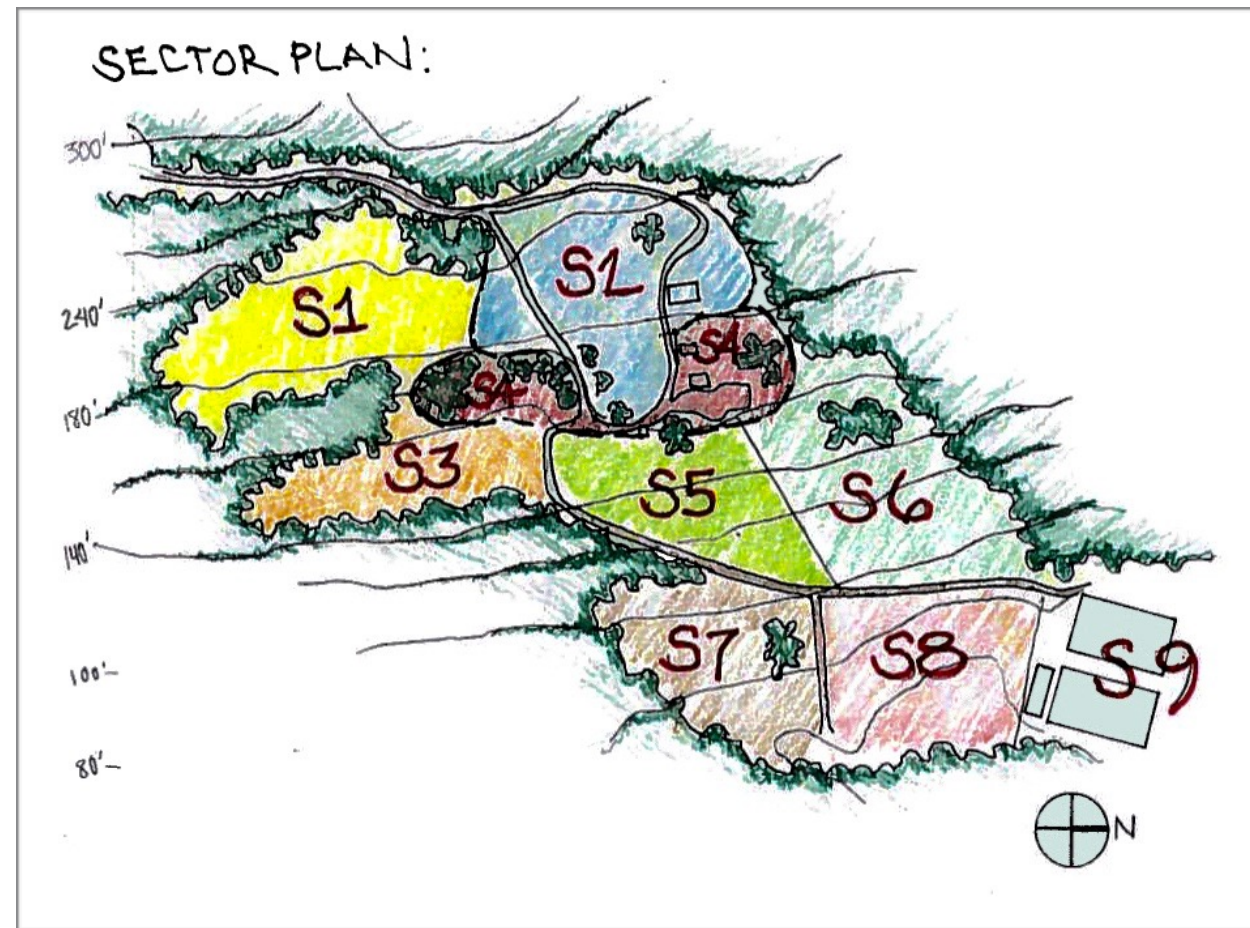 SECTOR PLAN:
300'
S2
240'
S1
S4
180'
S4
S3
S5
S6
140'
S7
S8
S9
100'
80'
N